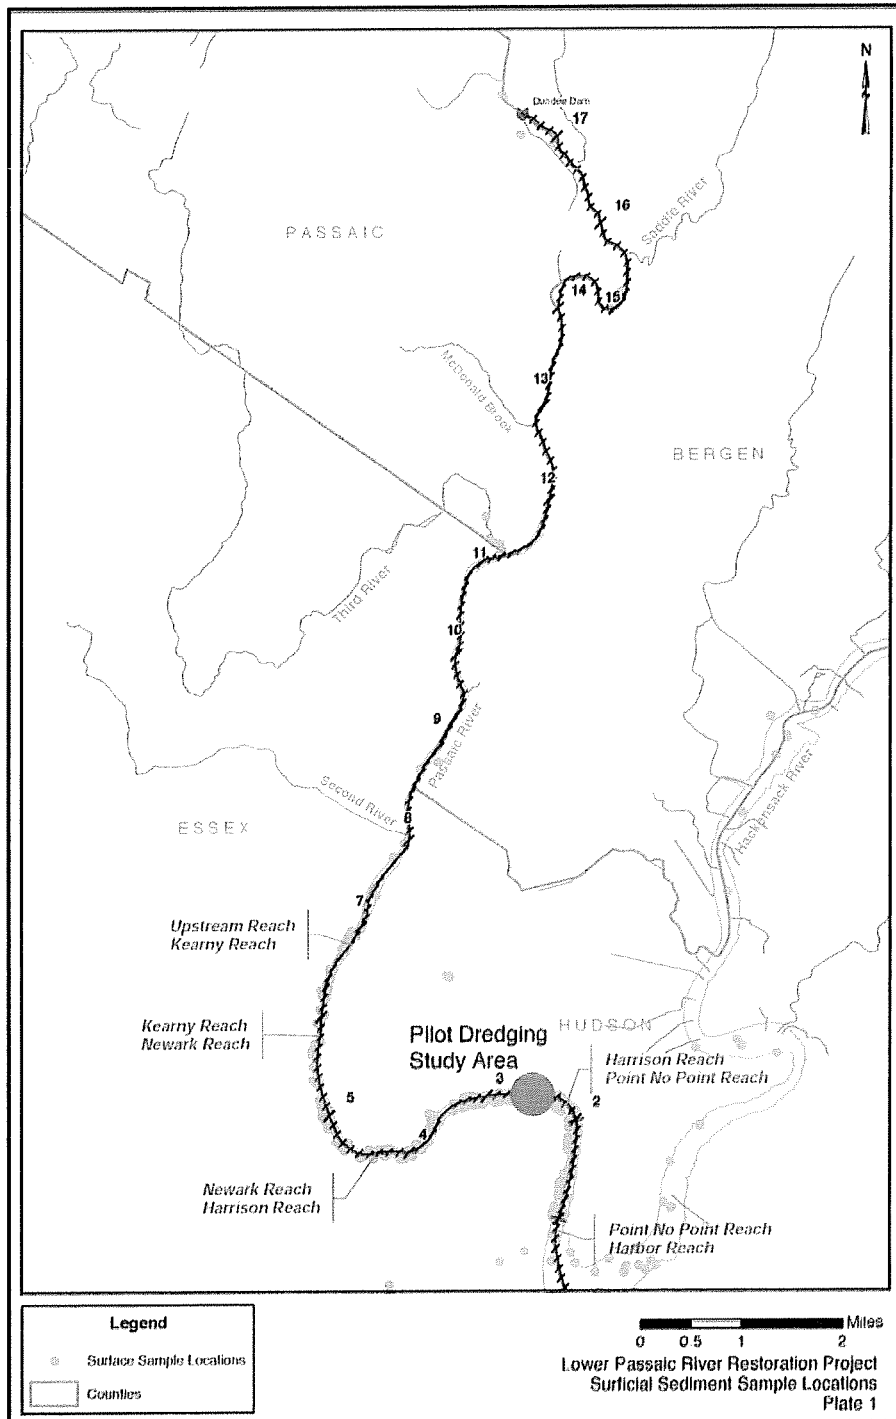 N
Dundee Dam
17
16
Saddle River
PASSAIC
15
14
McDonald Brook
13
BERGEN
12
11
Third River
10
9
Passaic River
Second River
8
ESSEX
Hackensack River
7
Upstream Reach
Kearny Reach
Kearny Reach
Newark Reach
Pilot Dredging
Study Area
HUDSON
Harrison Reach
Point No Point Reach
3
2
5
4
Newark Reach
Harrison Reach
Point No Point Reach
Harbor Reach
Legend
Surface Sample Locations
Counties
Miles
0 0.5 1 2
Lower Passaic River Restoration Project
Surficial Sediment Sample Locations
Plate 1